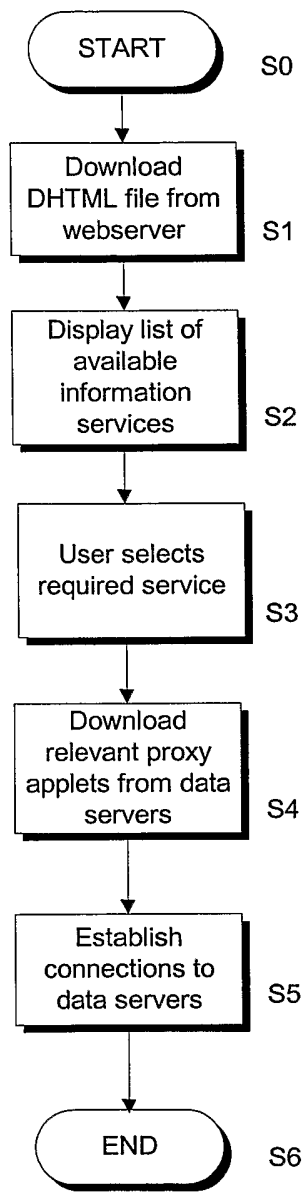 START
S0
Download
DHTML file from
webserver
S1
Display list of
available
information
services
S2
User selects
required service
S3
Download
relevant proxy
applets from data
servers
S4
Establish
connections to
data servers
S5
END
S6